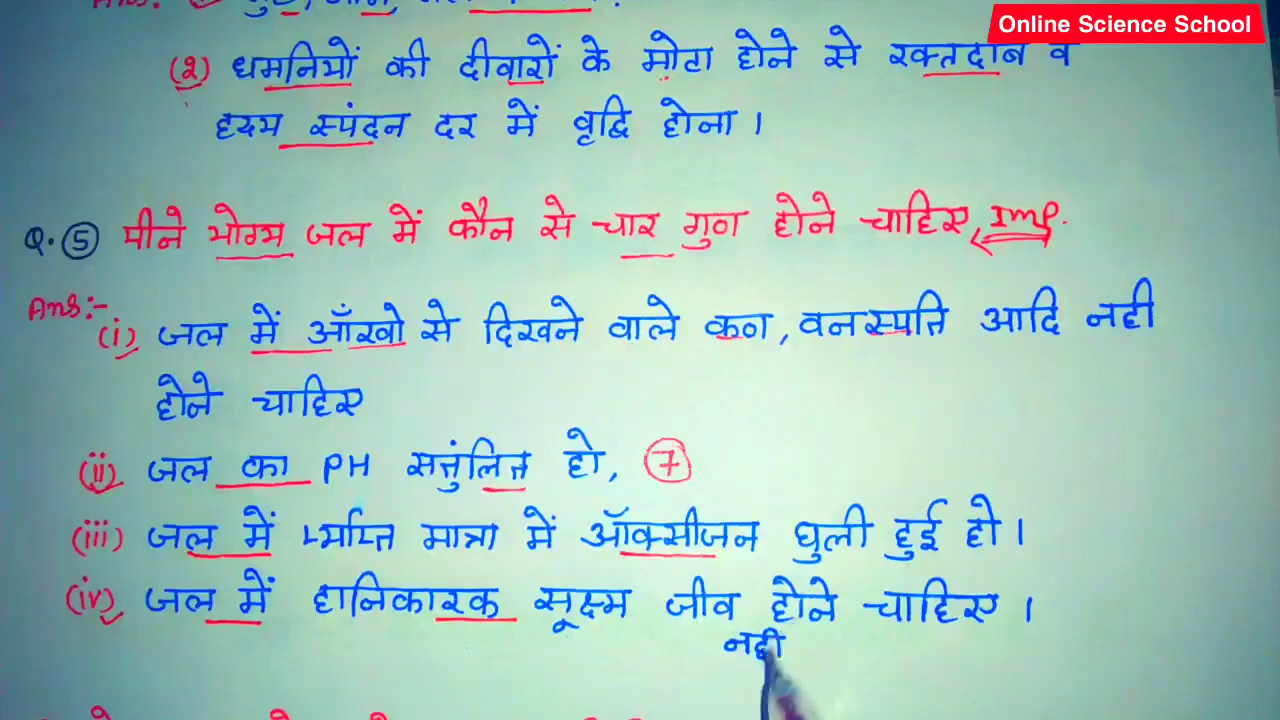 Online Science School
(२) धमनियों की दीवारों के मोटा होने से रक्तदाब व
हृदय स्पंदन दर में वृद्वि होना।
Q.⑤ पीने योग्य जल में कौन से चार गुण होने चाहिए, Imp.
Ans:-
(i) जल में आँखो से दिखने वाले कण, वनस्पति आदि नही
होने चाहिए
(ii) जल का PH सन्तुंलित हो, ⑦
(iii) जल में पर्याप्त मात्रा में ऑक्सीजन घुली हुई हो।
(iv) जल में हानिकारक सूक्ष्म जीव होने चाहिए।
नही